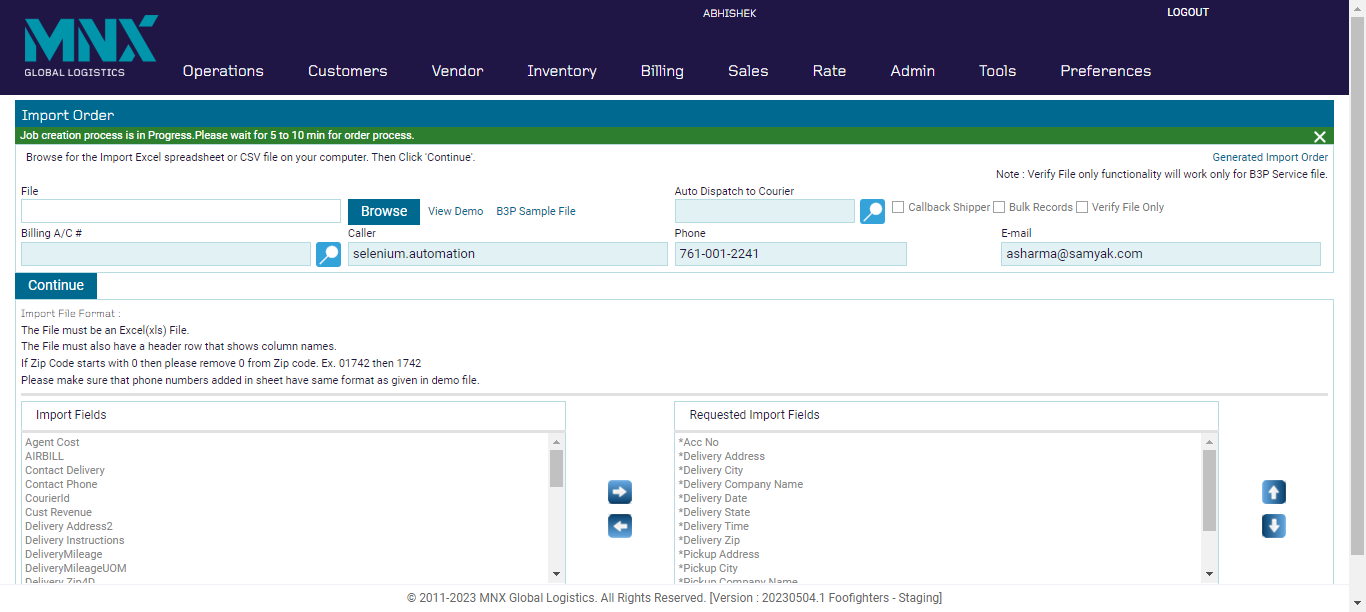 ABHISHEK
LOGOUT
MNX
GLOBAL LOGISTICS
Operations Customers Vendor Inventory Billing Sales Rate Admin Tools Preferences
Import Order
Job creation process is in Progress.Please wait for 5 to 10 min for order process.
Browse for the Import Excel spreadsheet or CSV file on your computer. Then Click 'Continue'.
Generated Import Order
Note : Verify File only functionality will work only for B3P Service file.
File
Auto Dispatch to Courier
Browse View Demo B3P Sample File
Callback Shipper Bulk Records Verify File Only
Billing A/C # Caller Phone E-mail
selenium.automation 761-001-2241 asharma@samyak.com
Continue
Import File Format :
The File must be an Excel(xls) File.
The File must also have a header row that shows column names.
If Zip Code starts with 0 then please remove 0 from Zip code. Ex. 01742 then 1742
Please make sure that phone numbers added in sheet have same format as given in demo file.
Import Fields
Agent Cost
AIRBILL
Contact Delivery
Contact Phone
CourierId
Cust Revenue
Delivery Address2
Delivery Instructions
DeliveryMileage
DeliveryMileageUOM
Delivery Zip4D
Requested Import Fields
*Acc No
*Delivery Address
*Delivery City
*Delivery Company Name
*Delivery Date
*Delivery State
*Delivery Time
*Delivery Zip
*Pickup Address
*Pickup City
*Pickup Company Name
© 2011-2023 MNX Global Logistics. All Rights Reserved. [Version : 20230504.1 Foofighters - Staging]